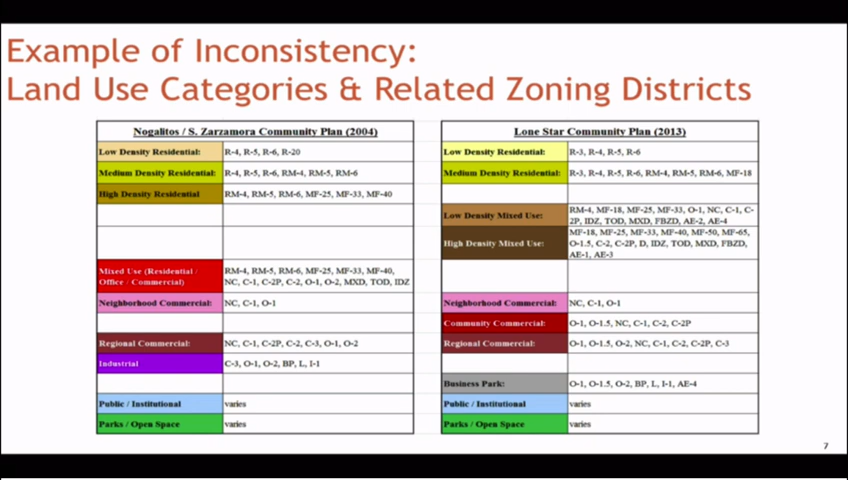 Example of Inconsistency:
Land Use Categories & Related Zoning Districts
Nogalitos / S. Zarzamora Community Plan (2004)
Low Density Residential: R-4, R-5, R-6, R-20
Medium Density Residential: R-4, R-5, R-6, RM-4, RM-5, RM-6
High Density Residential RM-4, RM-5, RM-6, MF-25, MF-33, MF-40
Mixed Use (Residential / Office / Commercial) RM-4, RM-5, RM-6, MF-25, MF-33, MF-40,
NC, C-1, C-2P, C-2, O-1, O-2, MXD, TOD, IDZ
Neighborhood Commercial: NC, C-1, O-1
Regional Commercial: NC, C-1, C-2P, C-2, C-3, O-1, O-2
Industrial C-3, O-1, O-2, BP, L, I-1
Public / Institutional varies
Parks / Open Space varies
Lone Star Community Plan (2013)
Low Density Residential: R-3, R-4, R-5, R-6
Medium Density Residential: R-3, R-4, R-5, R-6, RM-4, RM-5, RM-6, MF-18
Low Density Mixed Use: RM-4, MF-18, MF-25, MF-33, O-1, NC, C-1, C-
2P, IDZ, TOD, MXD, FBZD, AE-2, AE-4
High Density Mixed Use: MF-18, MF-25, MF-33, MF-40, MF-50, MF-65,
O-1.5, C-2, C-2P, D, IDZ, TOD, MXD, FBZD,
AE-1, AE-3
Neighborhood Commercial: NC, C-1, O-1
Community Commercial: O-1, O-1.5, NC, C-1, C-2, C-2P
Regional Commercial: O-1, O-1.5, O-2, NC, C-1, C-2, C-2P, C-3
Business Park: O-1, O-1.5, O-2, BP, L, I-1, AE-4
Public / Institutional varies
Parks / Open Space varies
7